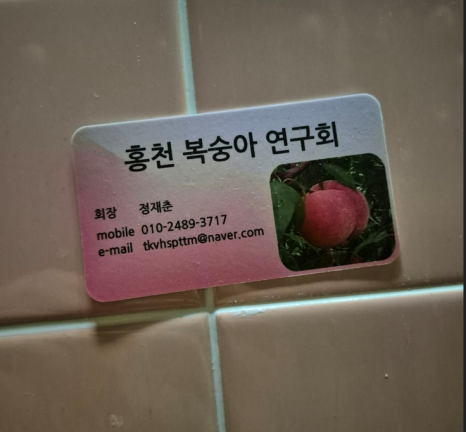 홍천 복숭아 연구회
회장 정재춘
mobile 010-2489-3717
e-mail tkvhspttm@naver.com